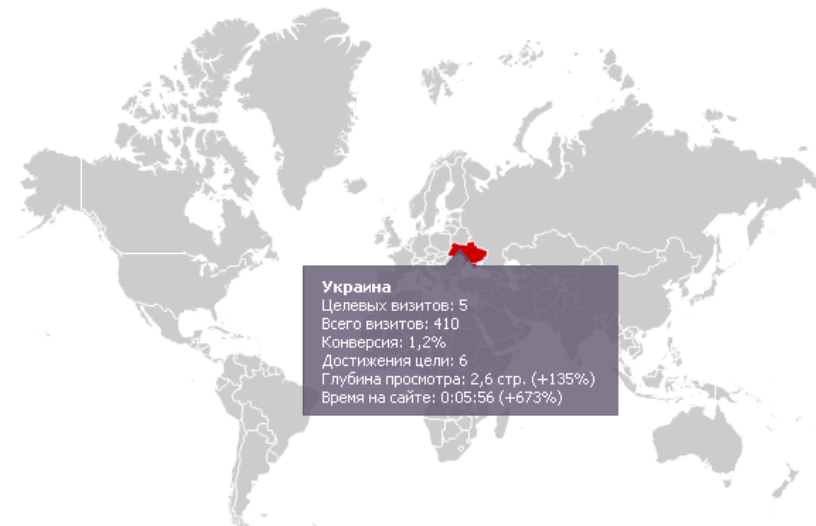 Украина
Целевых визитов: 5
Всего визитов: 410
Конверсия: 1,2%
Достижения цели: 6
Глубина просмотра: 2,6 стр. (+135%)
Время на сайте: 0:05:56 (+673%)